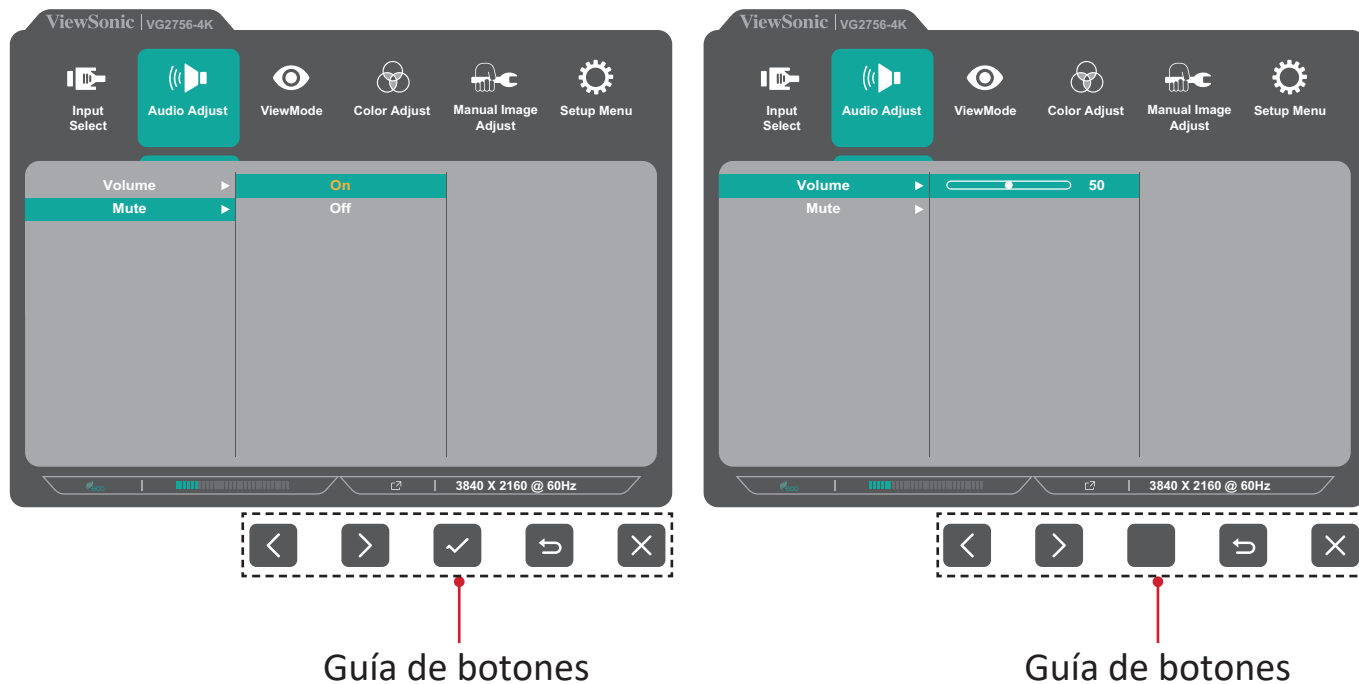 ViewSonic VG2756-4K
Input Select
Audio Adjust
ViewMode
Color Adjust
Manual Image Adjust
Setup Menu
Volume
On
Mute
Off
eco
3840 X 2160 @ 60Hz
Guía de botones
ViewSonic VG2756-4K
Input Select
Audio Adjust
ViewMode
Color Adjust
Manual Image Adjust
Setup Menu
Volume
50
Mute
eco
3840 X 2160 @ 60Hz
Guía de botones